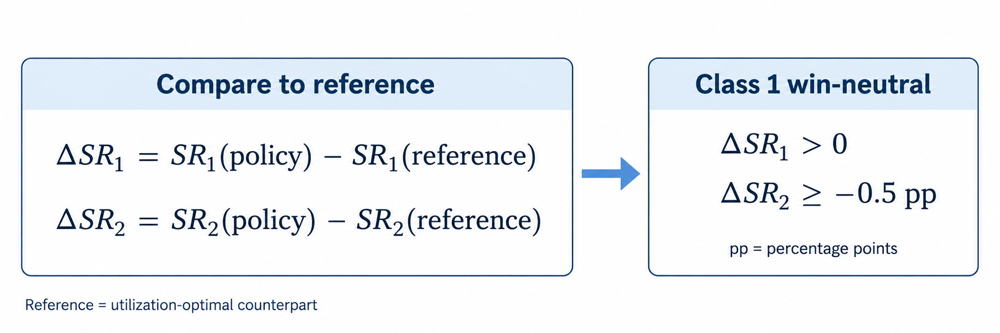 Compare to reference
ΔSR₁ = SR₁(policy) − SR₁(reference)
ΔSR₂ = SR₂(policy) − SR₂(reference)
Class 1 win-neutral
ΔSR₁ > 0
ΔSR₂ ≥ −0.5 pp
pp = percentage points
Reference = utilization-optimal counterpart